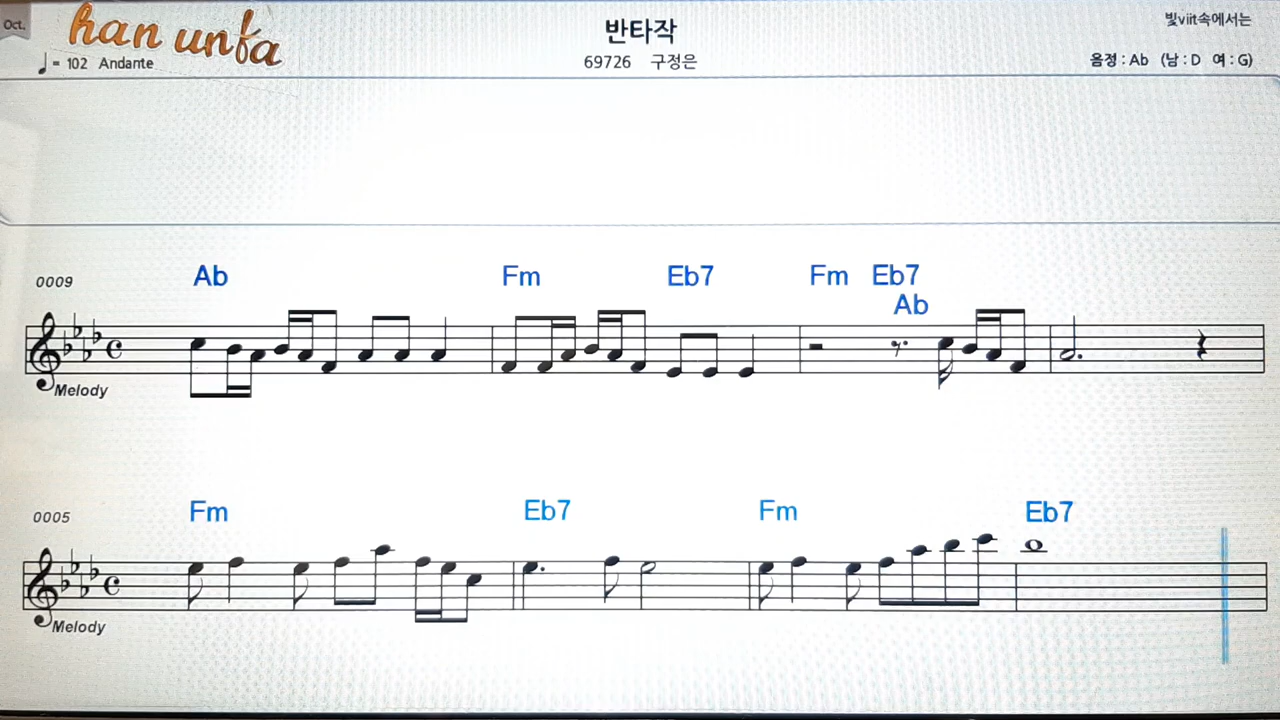 Oct.
han unfa
반타작
빛viit속에서는
♩ = 102 Andante
69726 구정은
음정 : Ab (남 : D 여 : G)
0009
Ab Fm Eb7 Fm Eb7
Ab
Melody
0005
Fm Eb7 Fm Eb7
Melody